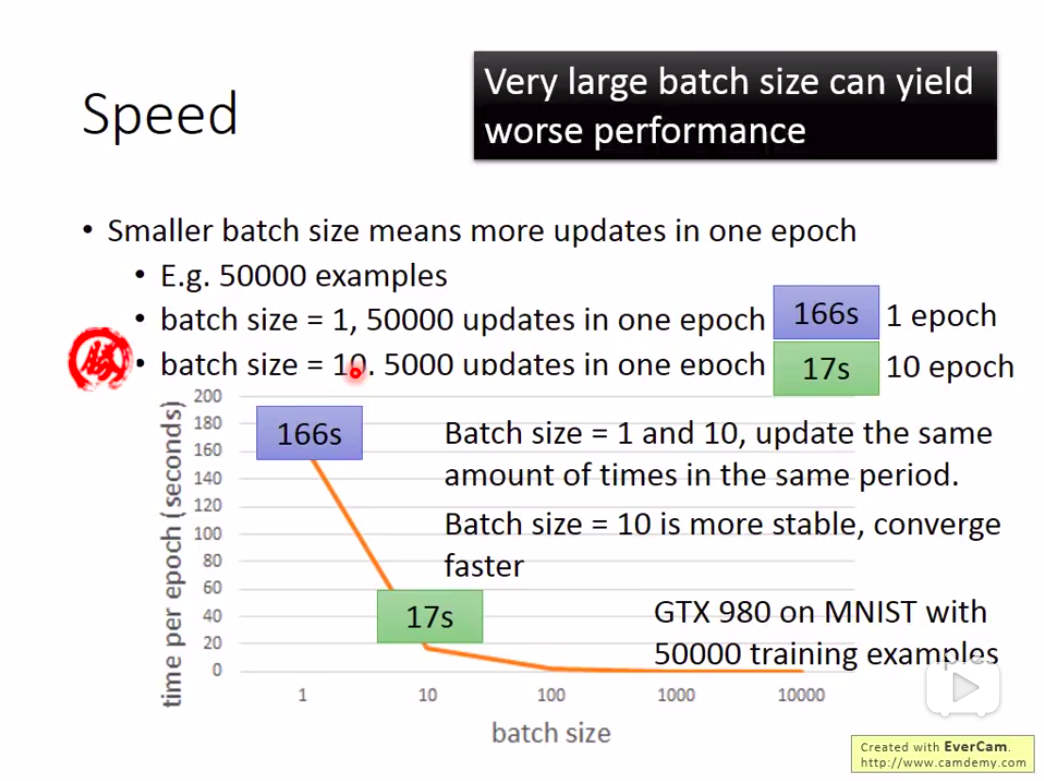 Speed
Very large batch size can yield
worse performance
• Smaller batch size means more updates in one epoch
• E.g. 50000 examples
• batch size = 1, 50000 updates in one epoch
166s
1 epoch
勝
• batch size = 10. 5000 updates in one epoch
17s
10 epoch
time per epoch (seconds)
200
180
160
140
120
100
80
60
40
20
0
166s
17s
Batch size = 1 and 10, update the same
amount of times in the same period.
Batch size = 10 is more stable, converge
faster
GTX 980 on MNIST with
50000 training examples
1
10
100
1000
10000
batch size
Created with EverCam.
http://www.camdemy.com